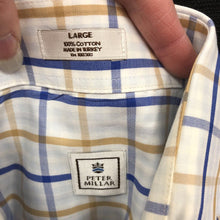 LARGE
100% COTTON
MADE IN TURKEY
PETER
MILLAR